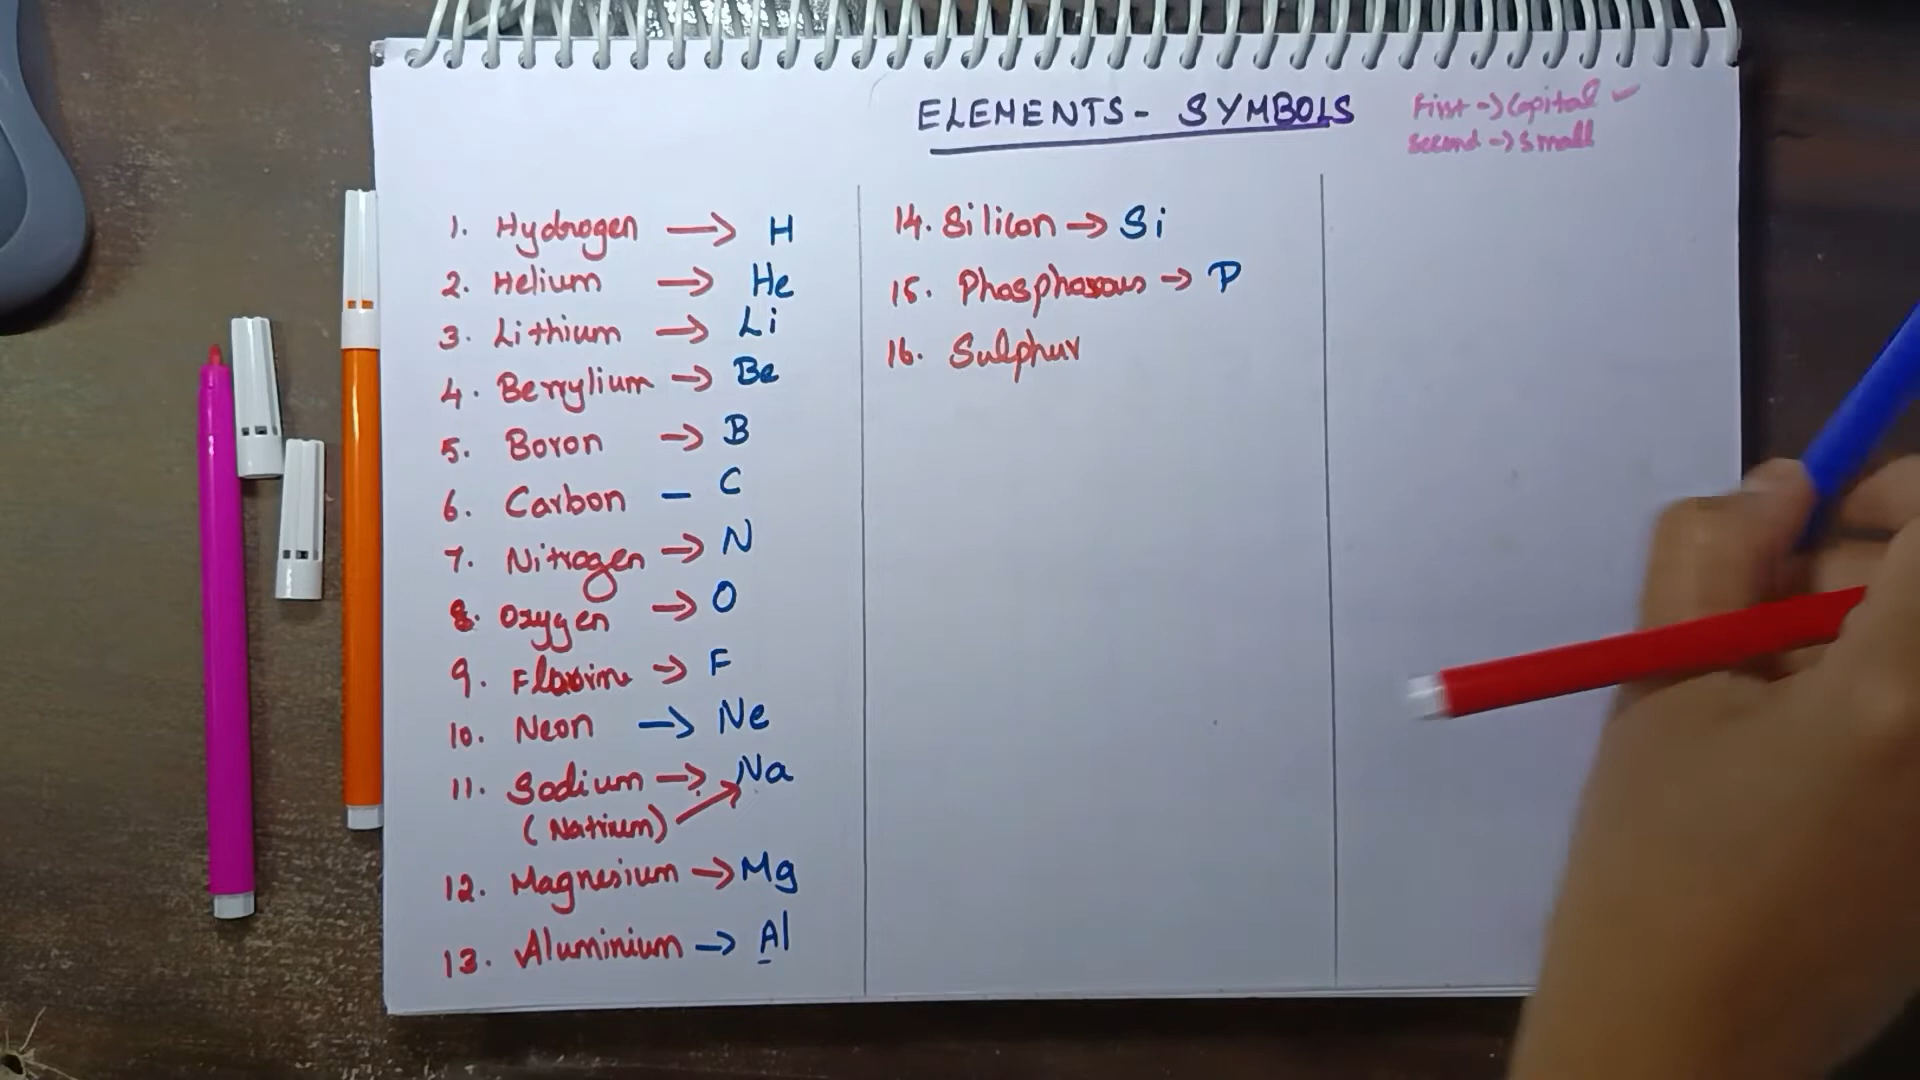 ELEMENTS - SYMBOLS
First -> Capital ✓
Second -> Small
1. Hydrogen → H
2. Helium → He
3. Lithium → Li
4. Berrylium → Be
5. Boron → B
6. Carbon – C
7. Nitrogen → N
8. Oxygen → O
9. → F
10. Neon → Ne
11. Sodium → Na
(Natrium)
12. Magnesium → Mg
13. Aluminium → Al
14. Silicon → Si
15. Phosphorous → P
16. Sulphur